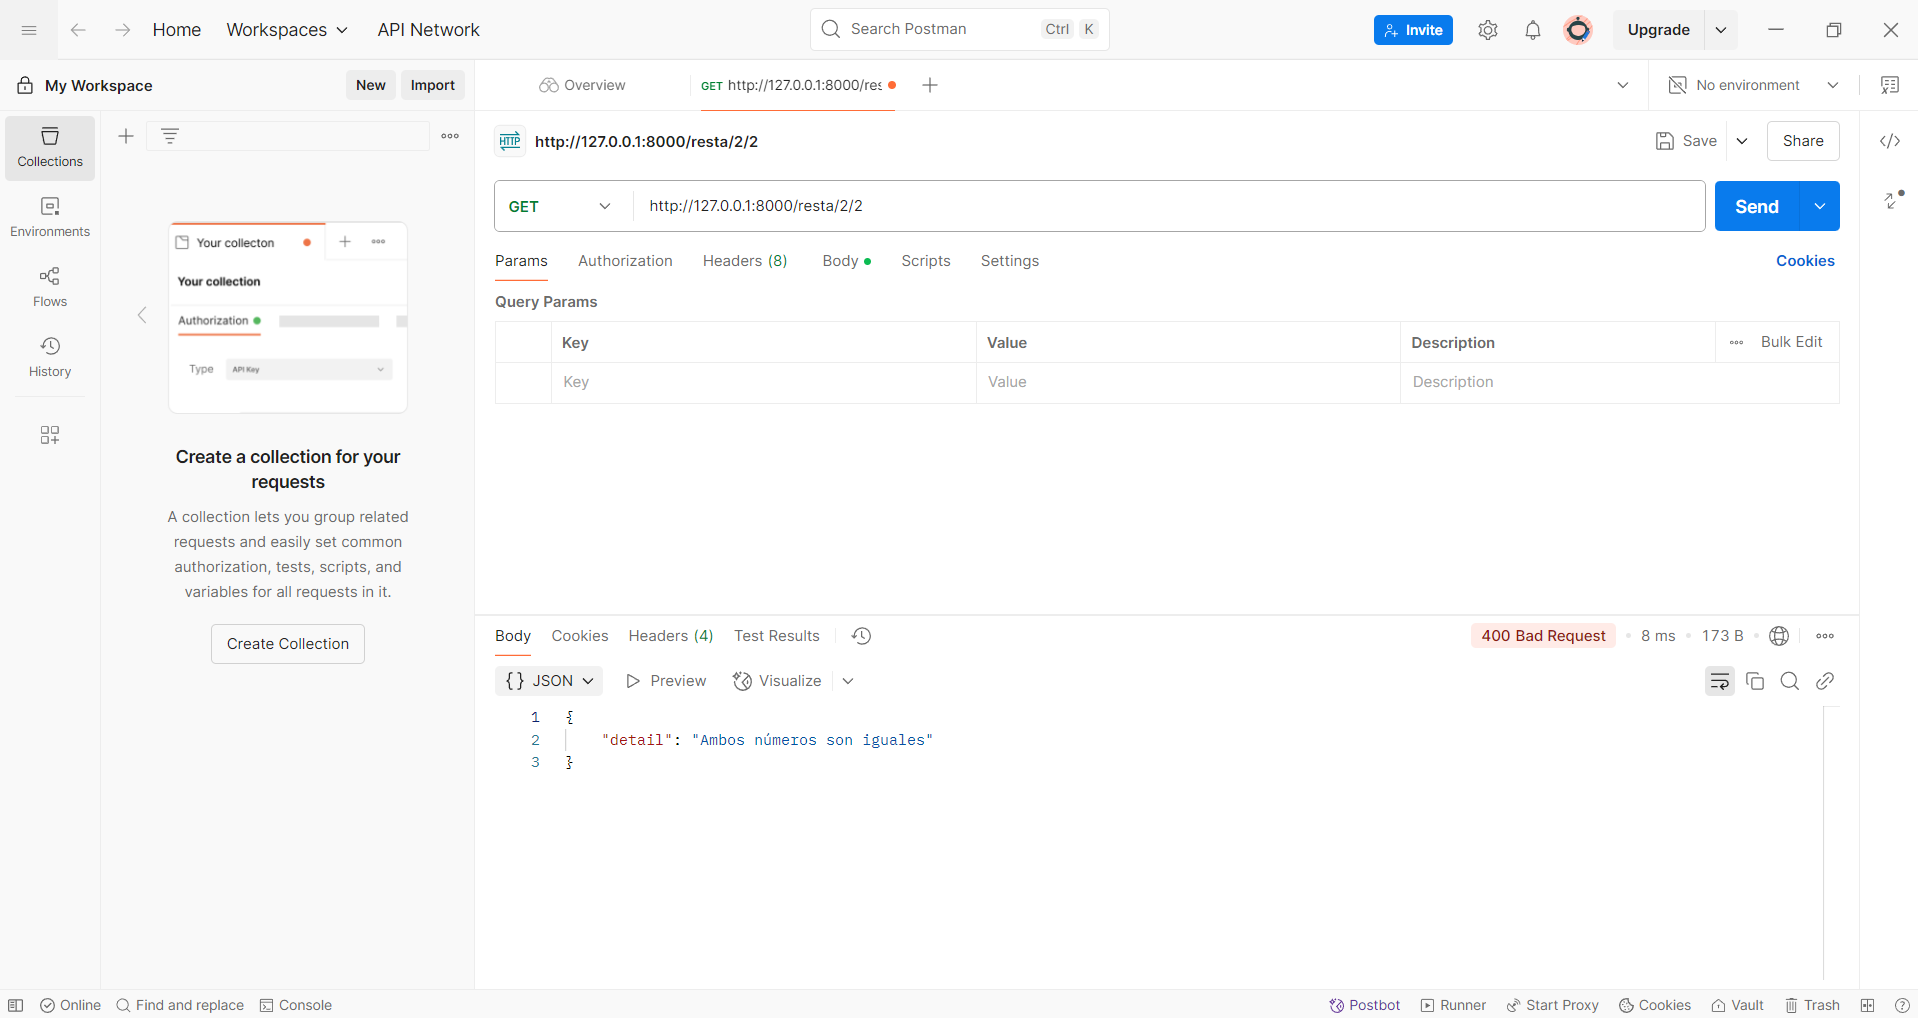 Home
Workspaces
API Network
Search Postman
Ctrl K
Invite
Upgrade
My Workspace
New
Import
Overview
GET http://127.0.0.1:8000/res
No environment
Collections
Environments
Flows
History
Your collecton
Your collection
Authorization
Type
API Key
Create a collection for your
requests
A collection lets you group related
requests and easily set common
authorization, tests, scripts, and
variables for all requests in it.
Create Collection
HTTP
http://127.0.0.1:8000/resta/2/2
Save
Share
GET
http://127.0.0.1:8000/resta/2/2
Send
Params
Authorization
Headers (8)
Body
Scripts
Settings
Cookies
Query Params
Key
Value
Description
Bulk Edit
Key
Value
Description
Body
Cookies
Headers (4)
Test Results
400 Bad Request
8 ms
173 B
{} JSON
Preview
Visualize
1 {
2 "detail": "Ambos números son iguales"
3 }
Online
Find and replace
Console
Postbot
Runner
Start Proxy
Cookies
Vault
Trash